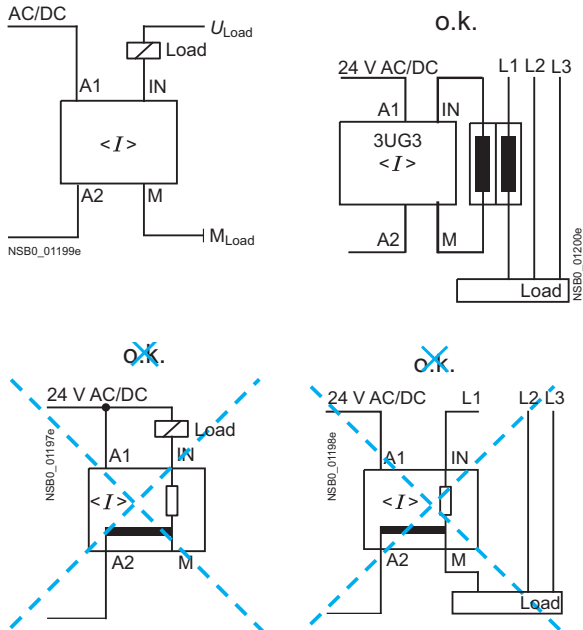 AC/DC
U Load
Load
A1 IN
<I>
A2 M
M Load
NSB0_01199e
o.k.
24 V AC/DC L1 L2 L3
A1 IN
3UG3
<I>
A2 M
Load
NSB0_01200e
o.k.
24 V AC/DC
Load
NSB0_01197e
A1 IN
<I>
A2 M
o.k.
24 V AC/DC L1 L2 L3
NSB0_01198e
A1 IN
<I>
A2 M
Load